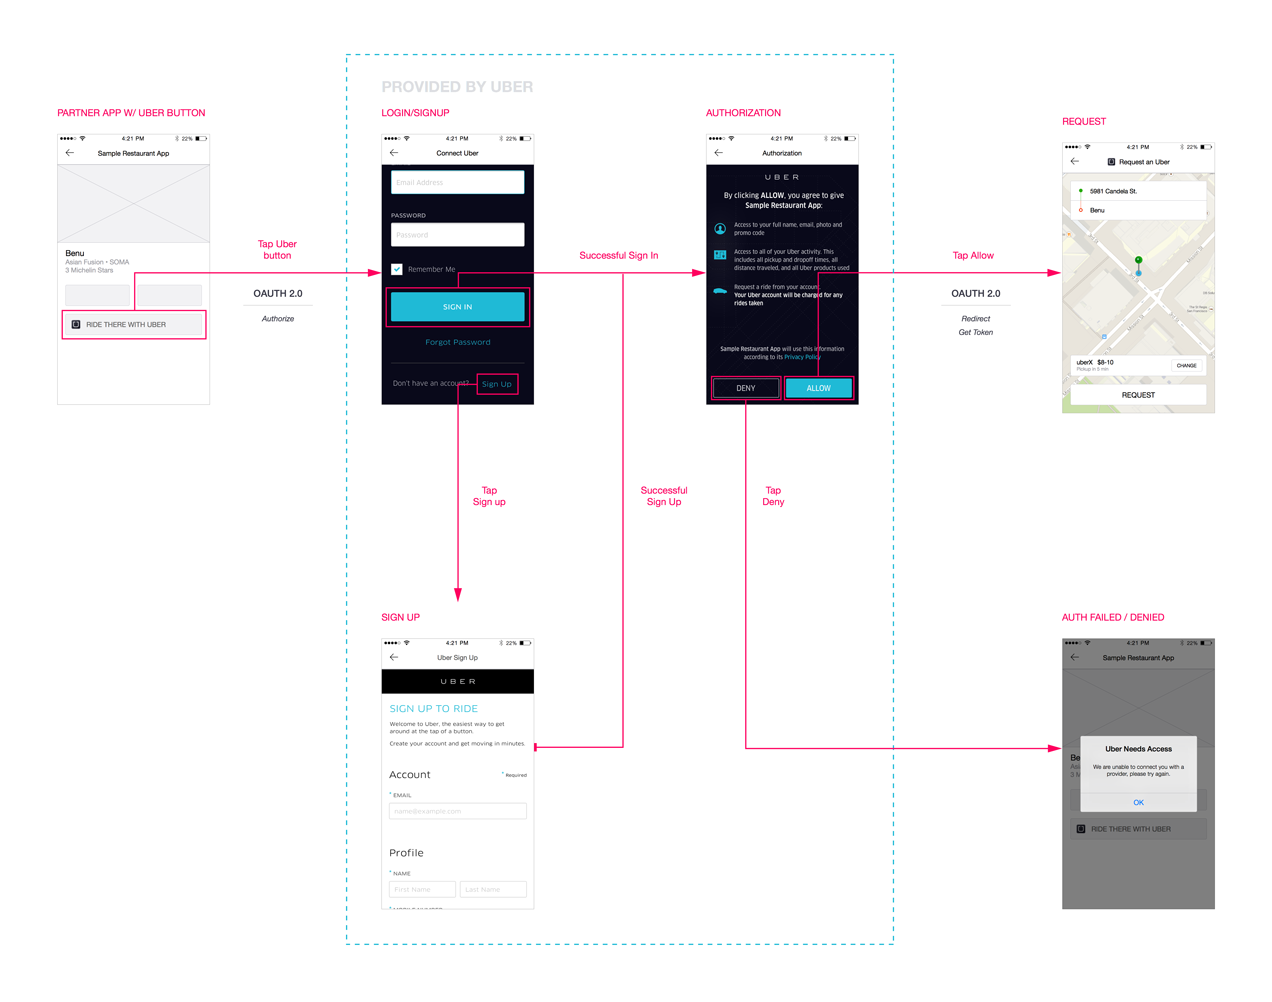 PROVIDED BY UBER
PARTNER APP W/ UBER BUTTON
4:21 PM
22%
Sample Restaurant App
Benu
Asian Fusion • SOMA
3 Michelin Stars
RIDE THERE WITH UBER
Tap Uber
button
OAUTH 2.0
Authorize
LOGIN/SIGNUP
4:21 PM
22%
Connect Uber
Email Address
PASSWORD
Password
Remember Me
SIGN IN
Forgot Password
Don't have an account?
Sign Up
Successful Sign In
Tap
Sign up
Successful
Sign Up
AUTHORIZATION
4:21 PM
22%
Authorization
UBER
By clicking ALLOW, you agree to give
Sample Restaurant App:
Access to your full name, email, photo and
promo code
Access to all of your Uber activity. This
includes all pickup and dropoff times, all
distance traveled, and all Uber products used
Request a ride from your account
Your Uber account will be charged for any
rides taken
Sample Restaurant App will use this information
according to its Privacy Policy
DENY
ALLOW
Tap
Deny
Tap Allow
OAUTH 2.0
Redirect
Get Token
REQUEST
4:21 PM
22%
Request an Uber
5981 Candela St.
Benu
uberX $8-10
Pickup in 5 min
CHANGE
REQUEST
SIGN UP
4:21 PM
22%
Uber Sign Up
UBER
SIGN UP TO RIDE
Welcome to Uber, the easiest way to get
around at the tap of a button.
Create your account and get moving in minutes.
Account
* Required
* EMAIL
name@example.com
Profile
* NAME
First Name
Last Name
AUTH FAILED / DENIED
4:21 PM
22%
Sample Restaurant App
Uber Needs Access
We are unable to connect you with a
provider, please try again.
OK
RIDE THERE WITH UBER